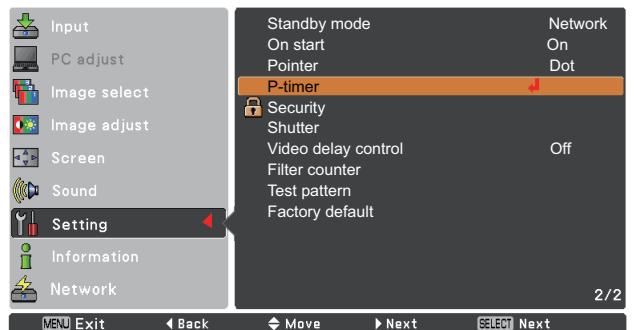 Input
PC adjust
Image select
Image adjust
Screen
Sound
Setting
Information
Network
Standby mode Network
On start On
Pointer Dot
P-timer
Security
Shutter
Video delay control Off
Filter counter
Test pattern
Factory default
2/2
MENU Exit Back Move Next SELECT Next